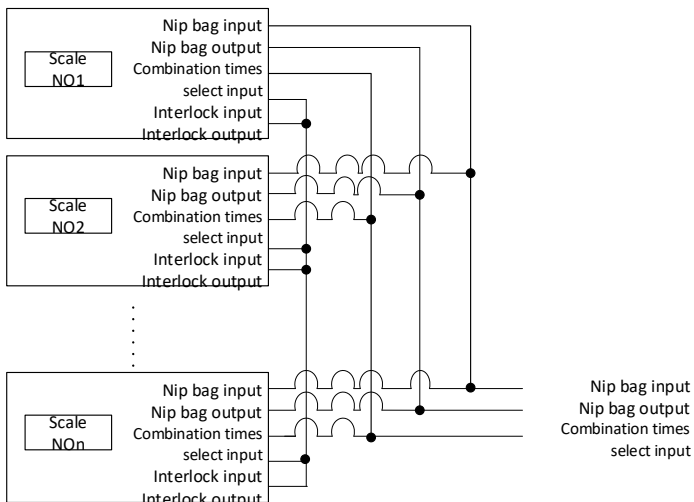 Nip bag input
Nip bag output
Combination times
select input
Interlock input
Interlock output
Scale
NO1
Nip bag input
Nip bag output
Combination times
select input
Interlock input
Interlock output
Scale
NO2
Nip bag input
Nip bag output
Combination times
select input
Interlock input
Interlock output
Scale
NOn
Nip bag input
Nip bag output
Combination times
select input